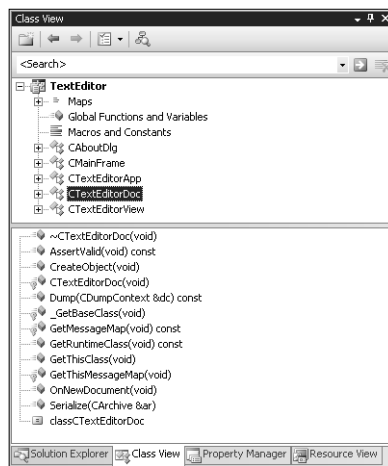 Class View
<Search>
TextEditor
Maps
Global Functions and Variables
Macros and Constants
CAboutDlg
CMainFrame
CTextEditorApp
CTextEditorDoc
CTextEditorView
~CTextEditorDoc(void)
AssertValid(void) const
CreateObject(void)
CTextEditorDoc(void)
Dump(CDumpContext &dc) const
_GetBaseClass(void)
GetMessageMap(void) const
GetRuntimeClass(void) const
GetThisClass(void)
GetThisMessageMap(void)
OnNewDocument(void)
Serialize(CArchive &ar)
classCTextEditorDoc
Solution Explorer Class View Property Manager Resource View